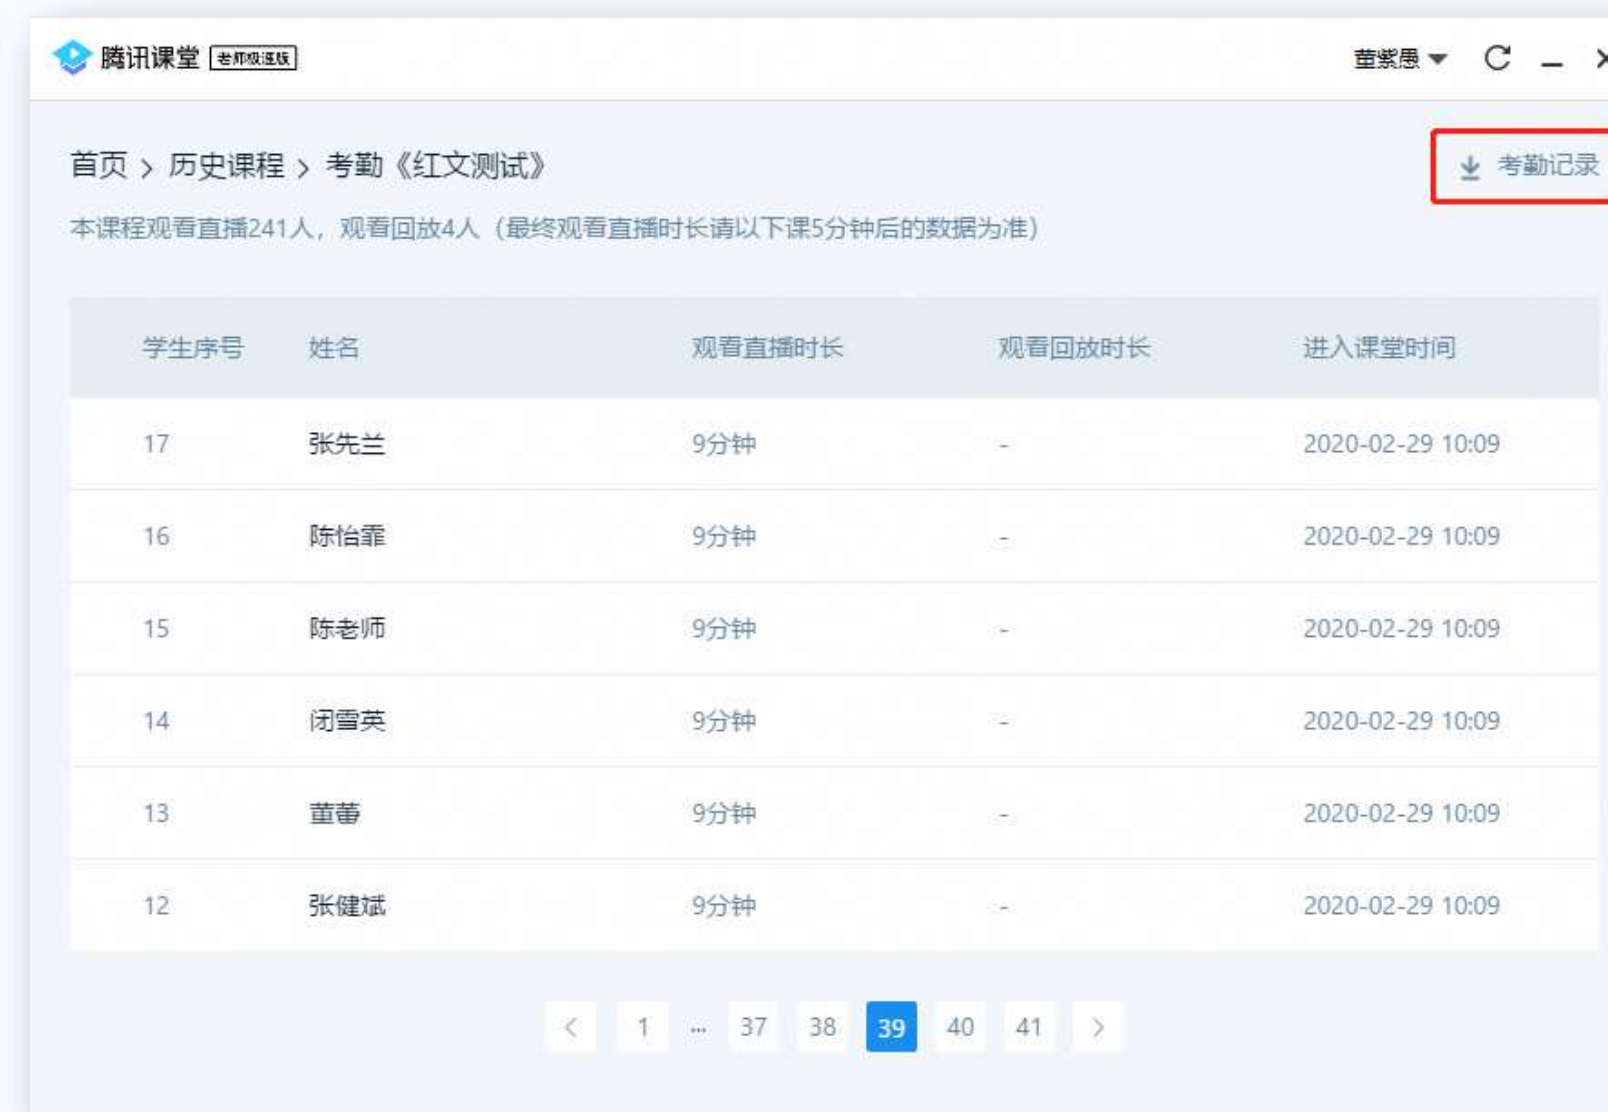 腾讯课堂 老师极速版
董紫愚
首页 > 历史课程 > 考勤《红文测试》
考勤记录
本课程观看直播241人，观看回放4人（最终观看直播时长请以下课5分钟后的数据为准）
学生序号 姓名 观看直播时长 观看回放时长 进入课堂时间
17 张先兰 9分钟 - 2020-02-29 10:09
16 陈怡霏 9分钟 - 2020-02-29 10:09
15 陈老师 9分钟 - 2020-02-29 10:09
14 闭雪英 9分钟 - 2020-02-29 10:09
13 9分钟 - 2020-02-29 10:09
12 张健斌 9分钟 - 2020-02-29 10:09
< 1 ... 37 38 39 40 41 >